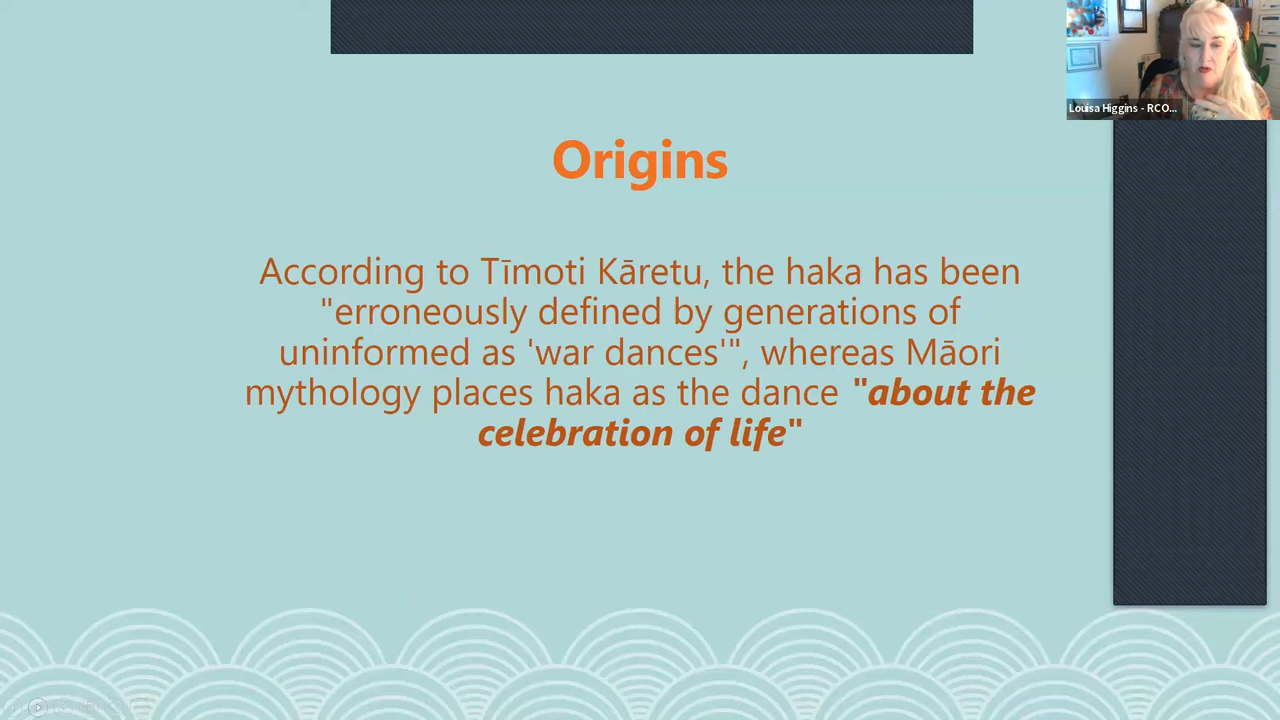 Louisa Higgins - RCO...
Origins
According to Tīmoti Kāretu, the haka has been
"erroneously defined by generations of
uninformed as 'war dances'", whereas Māori
mythology places haka as the dance "about the
celebration of life"